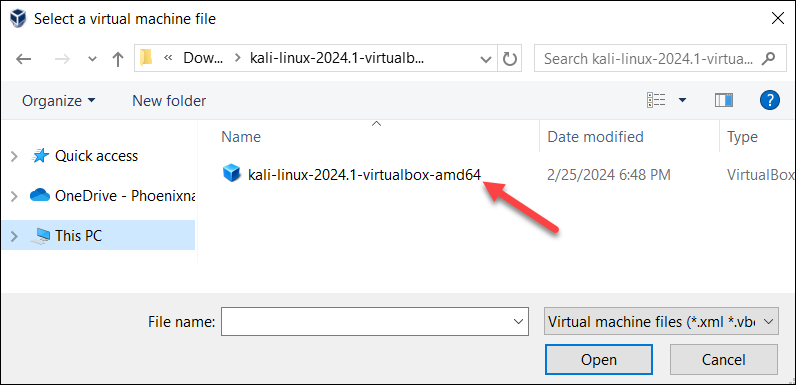 Select a virtual machine file
« Dow... > kali-linux-2024.1-virtualb...
Search kali-linux-2024.1-virtua...
Organize
New folder
?
Name
Date modified
Type
Quick access
kali-linux-2024.1-virtualbox-amd64
2/25/2024 6:48 PM
VirtualBox
OneDrive - Phoenixna
This PC
File name:
Virtual machine files (*.xml *.vb
Open
Cancel